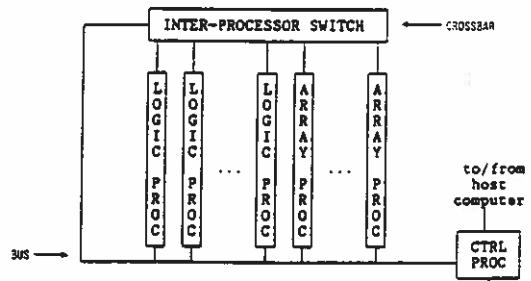 INTER-PROCESSOR SWITCH
CROSSBAR
LOGIC PROC
LOGIC PROC
...
LOGIC PROC
ARRAY PROC
...
ARRAY PROC
to/from
host
computer
BUS
CTRL
PROC